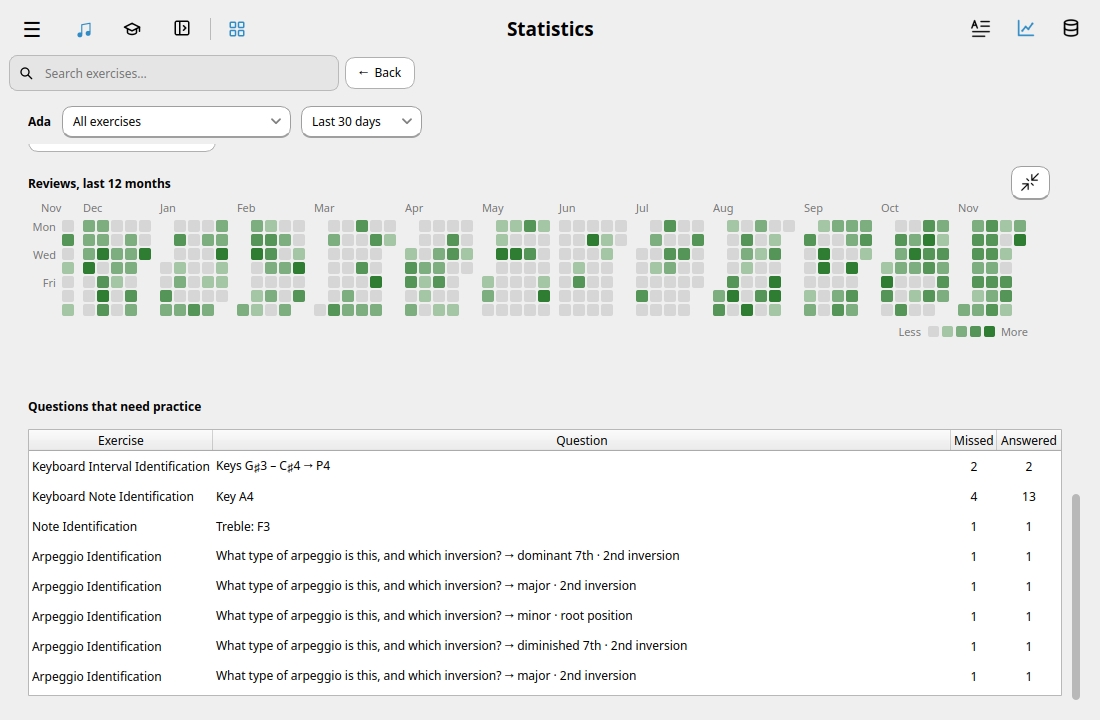 Statistics
Search exercises...
← Back
Ada All exercises Last 30 days
Reviews, last 12 months
Nov Dec Jan Feb Mar Apr May Jun Jul Aug Sep Oct Nov
Mon
Wed
Fri
Less More
Questions that need practice
Exercise Question Missed Answered
Keyboard Interval Identification Keys G♯3 – C♯4 → P4 2 2
Keyboard Note Identification Key A4 4 13
Note Identification Treble: F3 1 1
Arpeggio Identification What type of arpeggio is this, and which inversion? → dominant 7th · 2nd inversion 1 1
Arpeggio Identification What type of arpeggio is this, and which inversion? → major · 2nd inversion 1 1
Arpeggio Identification What type of arpeggio is this, and which inversion? → minor · root position 1 1
Arpeggio Identification What type of arpeggio is this, and which inversion? → diminished 7th · 2nd inversion 1 1
Arpeggio Identification What type of arpeggio is this, and which inversion? → major · 2nd inversion 1 1